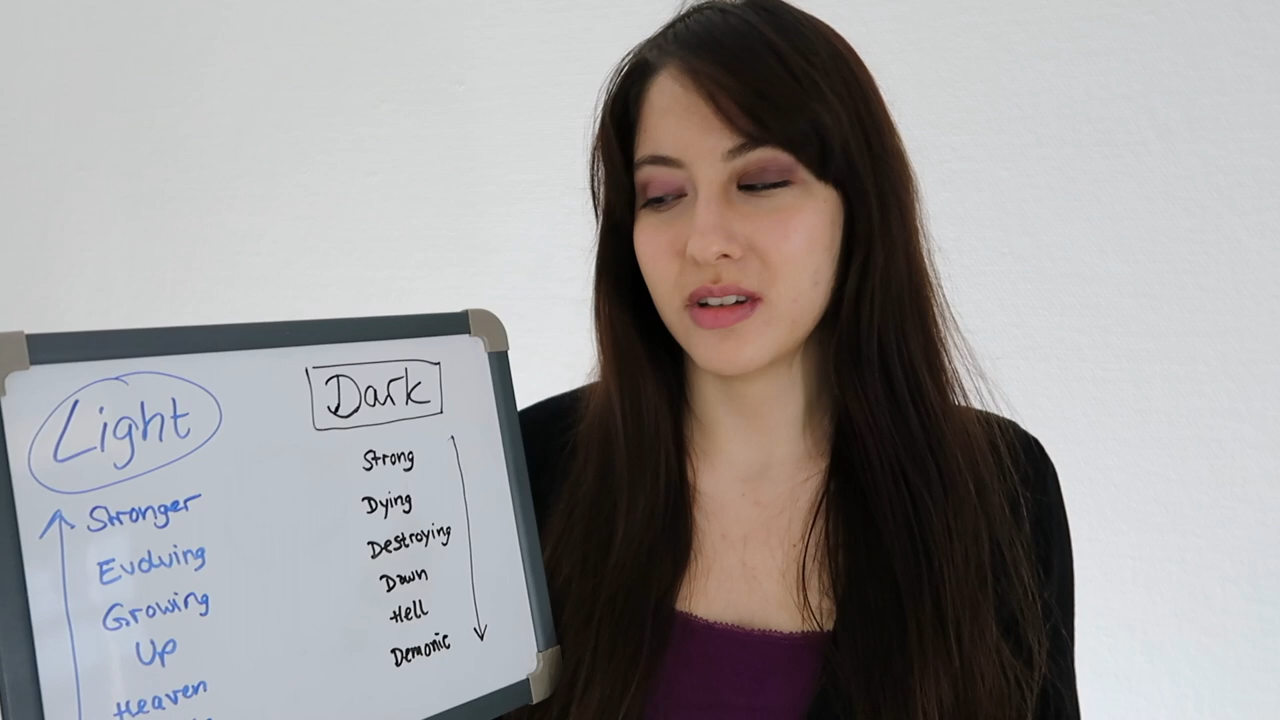 Light
Stronger
Evolving
Growing
Up
Heaven
Dark
Strong
Dying
Destroying
Down
Hell
Demonic